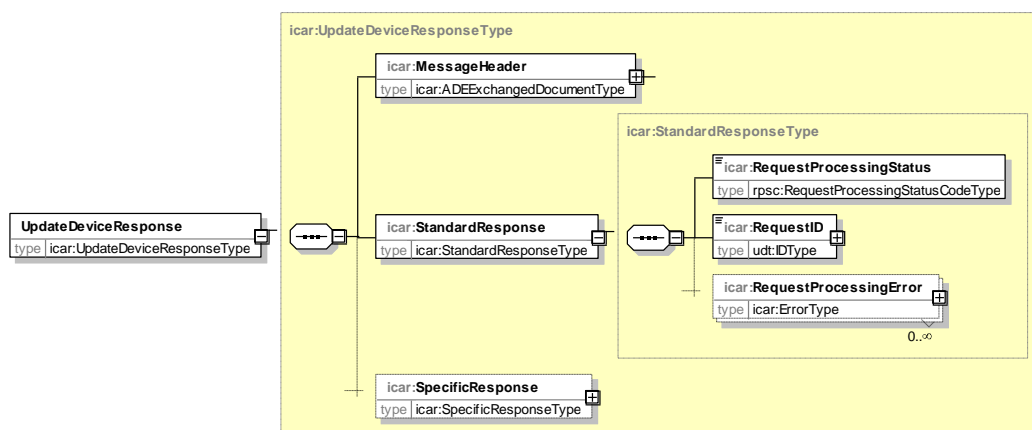 icar:UpdateDeviceResponseType
icar:MessageHeader
type icar:ADEExchangedDocumentType
icar:StandardResponseType
icar:RequestProcessingStatus
type rpsc:RequestProcessingStatusCodeType
UpdateDeviceResponse
type icar:UpdateDeviceResponseType
icar:StandardResponse
type icar:StandardResponseType
icar:RequestID
type udt:IDType
icar:RequestProcessingError
type icar:ErrorType
0..∞
icar:SpecificResponse
type icar:SpecificResponseType